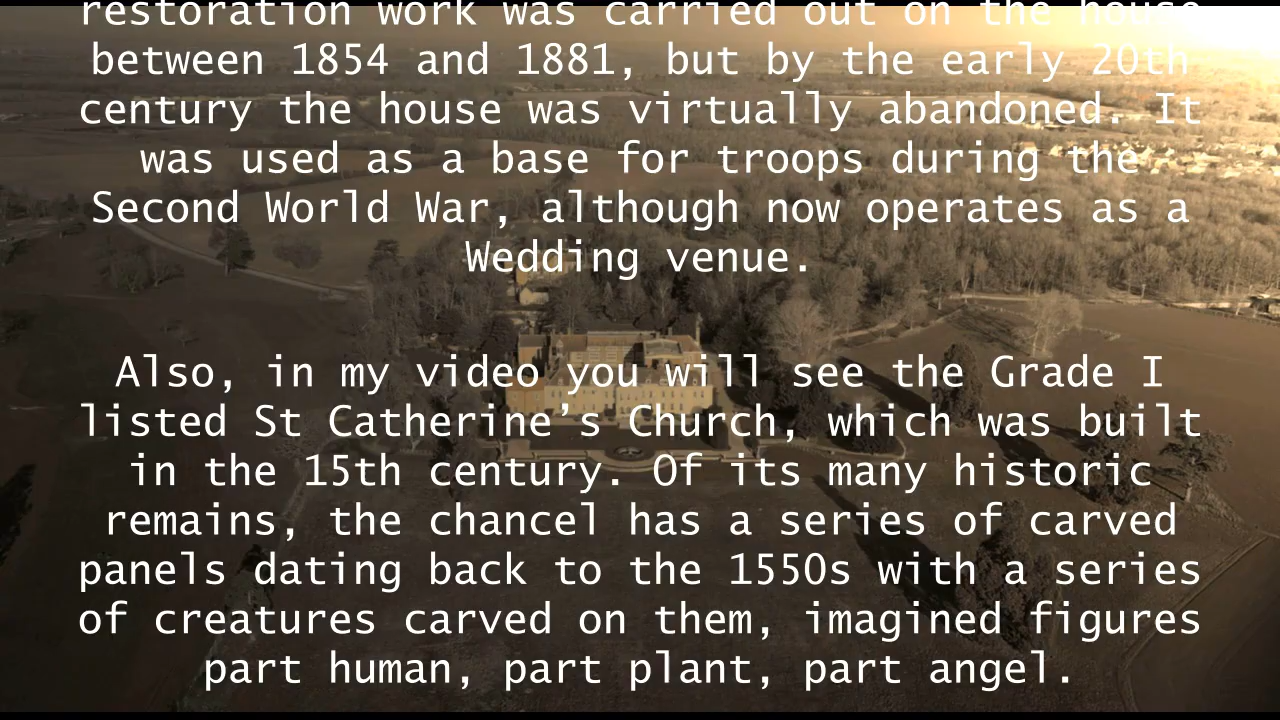 restoration work was carried out on the house
between 1854 and 1881, but by the early 20th
century the house was virtually abandoned. It
was used as a base for troops during the
Second World War, although now operates as a
Wedding venue.
Also, in my video you will see the Grade I
listed St Catherine’s Church, which was built
in the 15th century. Of its many historic
remains, the chancel has a series of carved
panels dating back to the 1550s with a series
of creatures carved on them, imagined figures
part human, part plant, part angel.